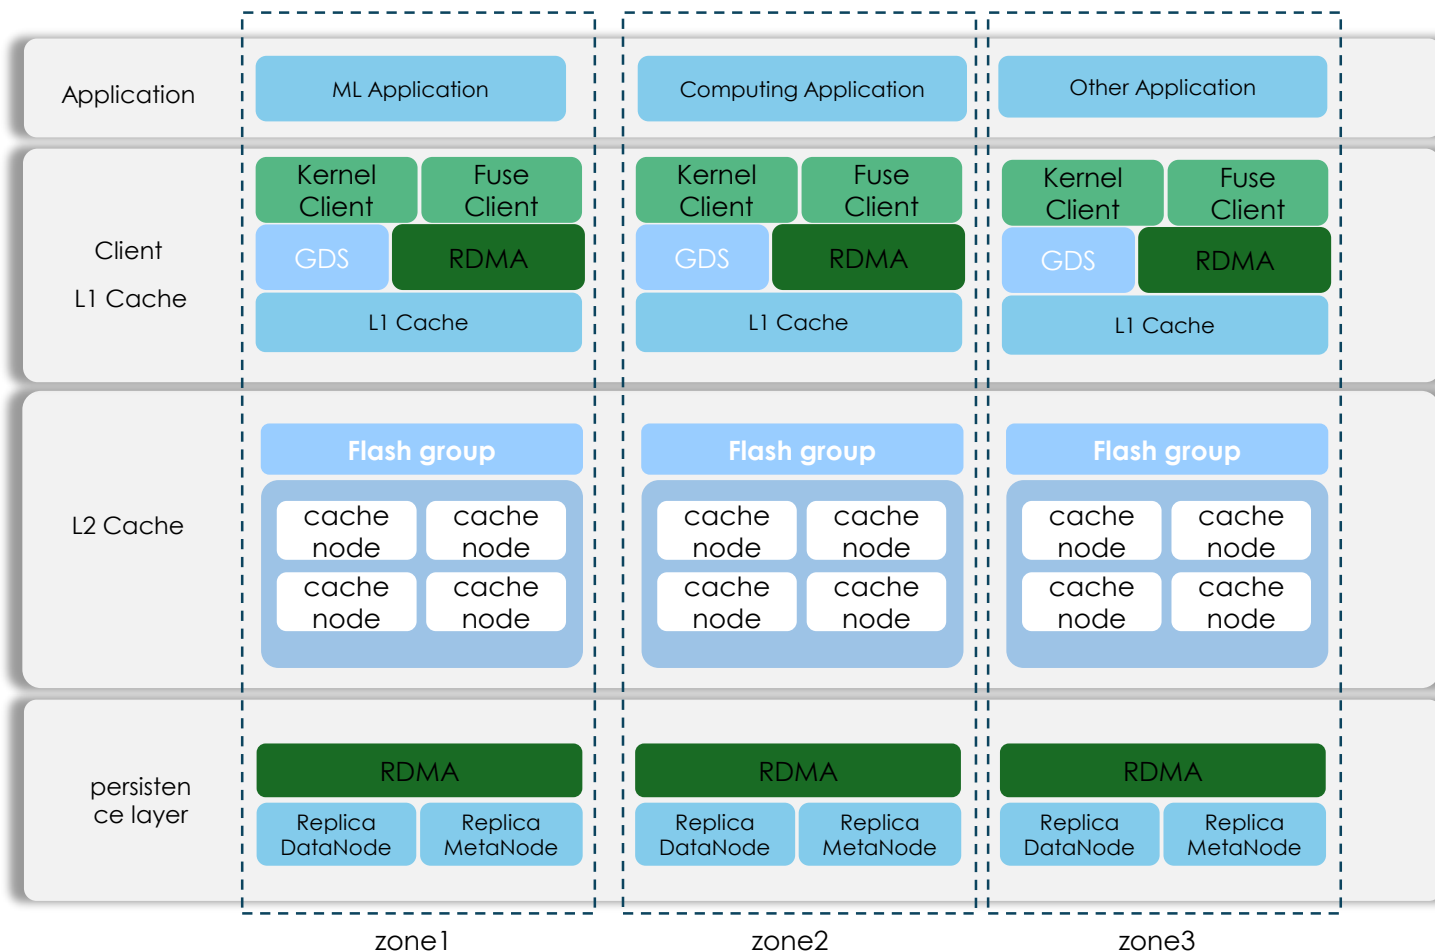 Application
ML Application
Computing Application
Other Application
Client
L1 Cache
Kernel
Client
Fuse
Client
GDS
RDMA
L1 Cache
Kernel
Client
Fuse
Client
GDS
RDMA
L1 Cache
Kernel
Client
Fuse
Client
GDS
RDMA
L1 Cache
L2 Cache
Flash group
cache
node
cache
node
cache
node
cache
node
Flash group
cache
node
cache
node
cache
node
cache
node
Flash group
cache
node
cache
node
cache
node
cache
node
persisten
ce layer
RDMA
Replica
DataNode
Replica
MetaNode
RDMA
Replica
DataNode
Replica
MetaNode
RDMA
Replica
DataNode
Replica
MetaNode
zone1
zone2
zone3